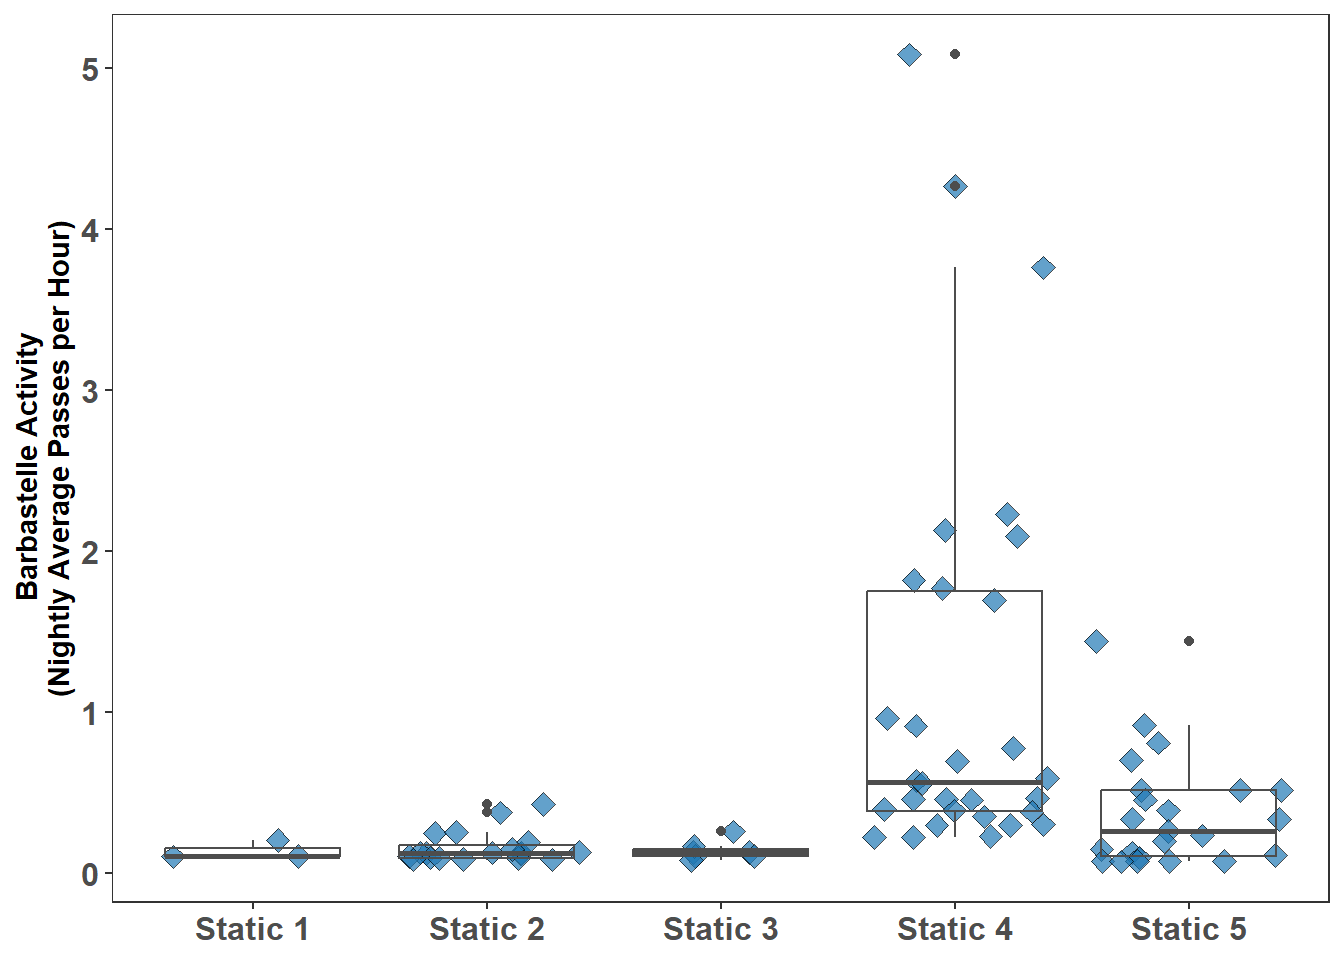 Barbastelle Activity
(Nightly Average Passes per Hour)
5
4
3
2
1
0
Static 1
Static 2
Static 3
Static 4
Static 5